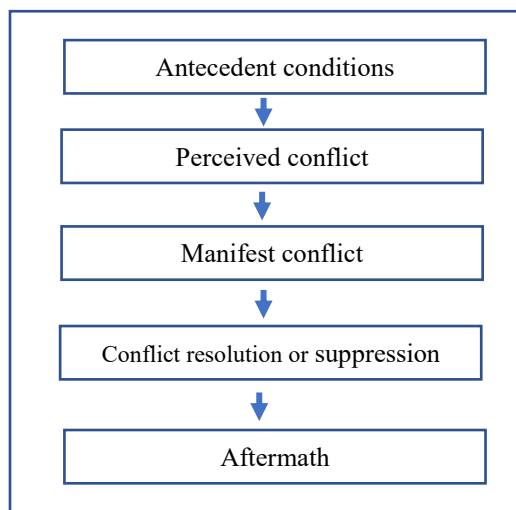 Antecedent conditions
Perceived conflict
Manifest conflict
Conflict resolution or suppression
Aftermath